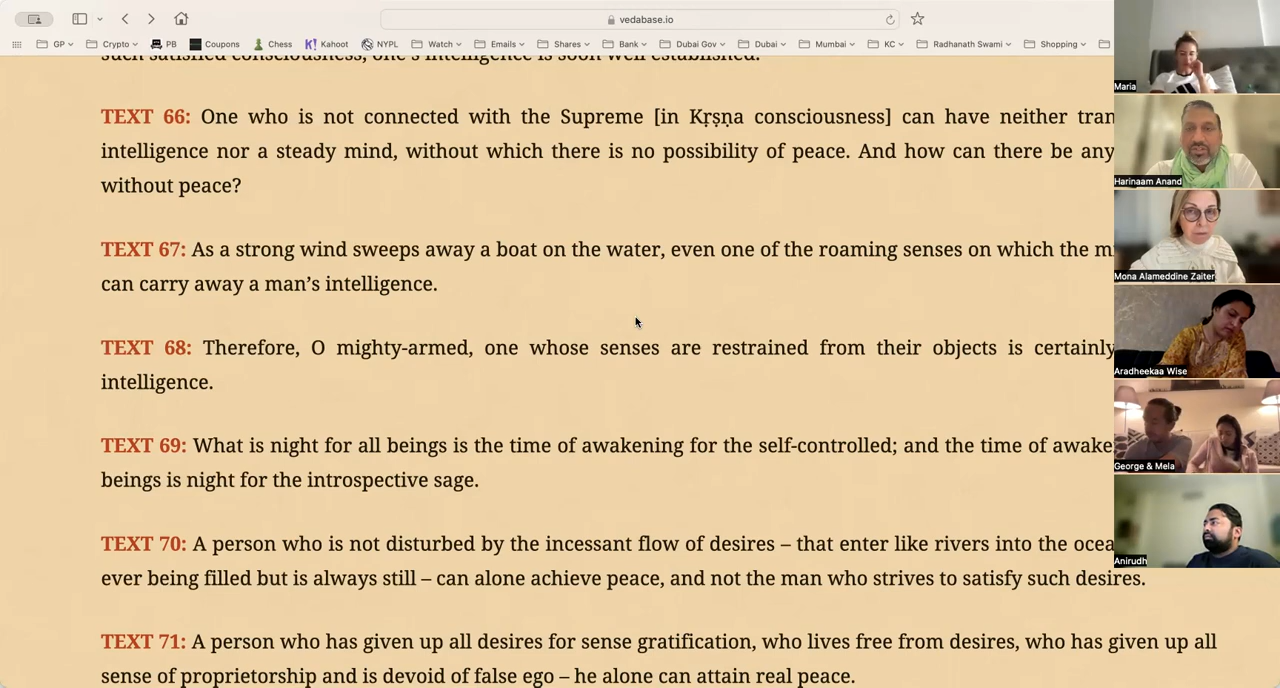 vedabase.io
GP
Crypto
PB
Coupons
Chess
K! Kahoot
NYPL
Watch
Emails
Shares
Bank
Dubai Gov
Dubai
Mumbai
KC
Radhanath Swami
Shopping
such satisfied consciousness, one's intelligence is soon well established.
TEXT 66: One who is not connected with the Supreme [in Kṛṣṇa consciousness] can have neither tran
intelligence nor a steady mind, without which there is no possibility of peace. And how can there be any
without peace?
TEXT 67: As a strong wind sweeps away a boat on the water, even one of the roaming senses on which the m
can carry away a man’s intelligence.
TEXT 68: Therefore, O mighty-armed, one whose senses are restrained from their objects is certainly
intelligence.
TEXT 69: What is night for all beings is the time of awakening for the self-controlled; and the time of awake
beings is night for the introspective sage.
TEXT 70: A person who is not disturbed by the incessant flow of desires – that enter like rivers into the ocea
ever being filled but is always still – can alone achieve peace, and not the man who strives to satisfy such desires.
TEXT 71: A person who has given up all desires for sense gratification, who lives free from desires, who has given up all
sense of proprietorship and is devoid of false ego – he alone can attain real peace.
Maria
Harinaam Anand
Mona Alameddine Zaiter
Aradheekaa Wise
George & Mela
Anirudh